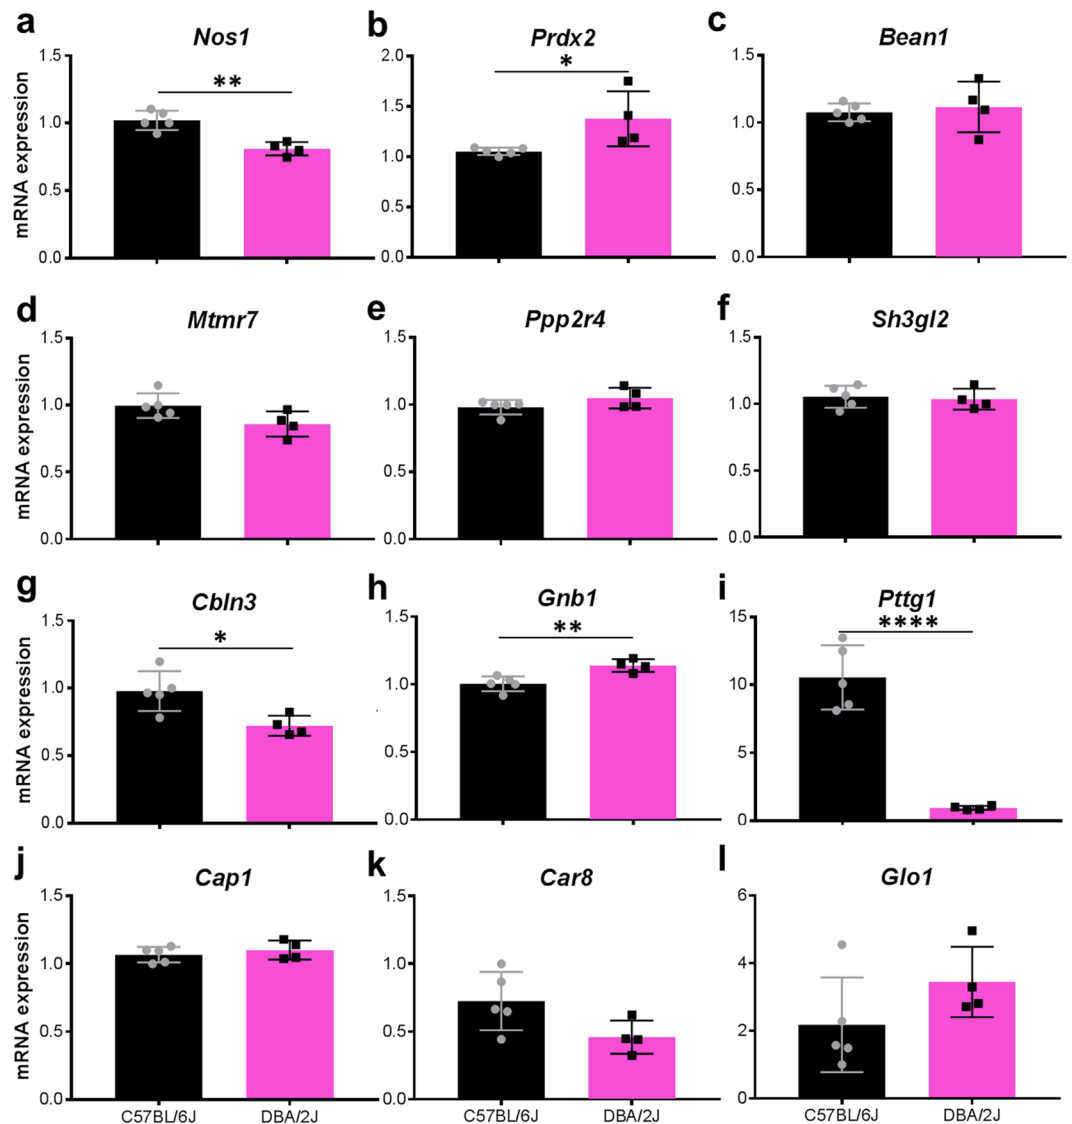 a
Nos1
mRNA expression
1.5
1.0
0.5
0.0
**
b
Prdx2
2.0
1.5
1.0
0.5
0.0
*
c
Bean1
1.5
1.0
0.5
0.0
d
Mtmr7
mRNA expression
1.5
1.0
0.5
0.0
e
Ppp2r4
1.5
1.0
0.5
0.0
f
Sh3gl2
1.5
1.0
0.5
0.0
g
Cbln3
mRNA expression
1.5
1.0
0.5
0.0
*
h
Gnb1
1.5
1.0
0.5
0.0
**
i
Pttg1
15
10
5
0
****
j
Cap1
mRNA expression
1.5
1.0
0.5
0.0
C57BL/6J DBA/2J
k
Car8
1.5
1.0
0.5
0.0
C57BL/6J DBA/2J
l
Glo1
6
4
2
0
C57BL/6J DBA/2J